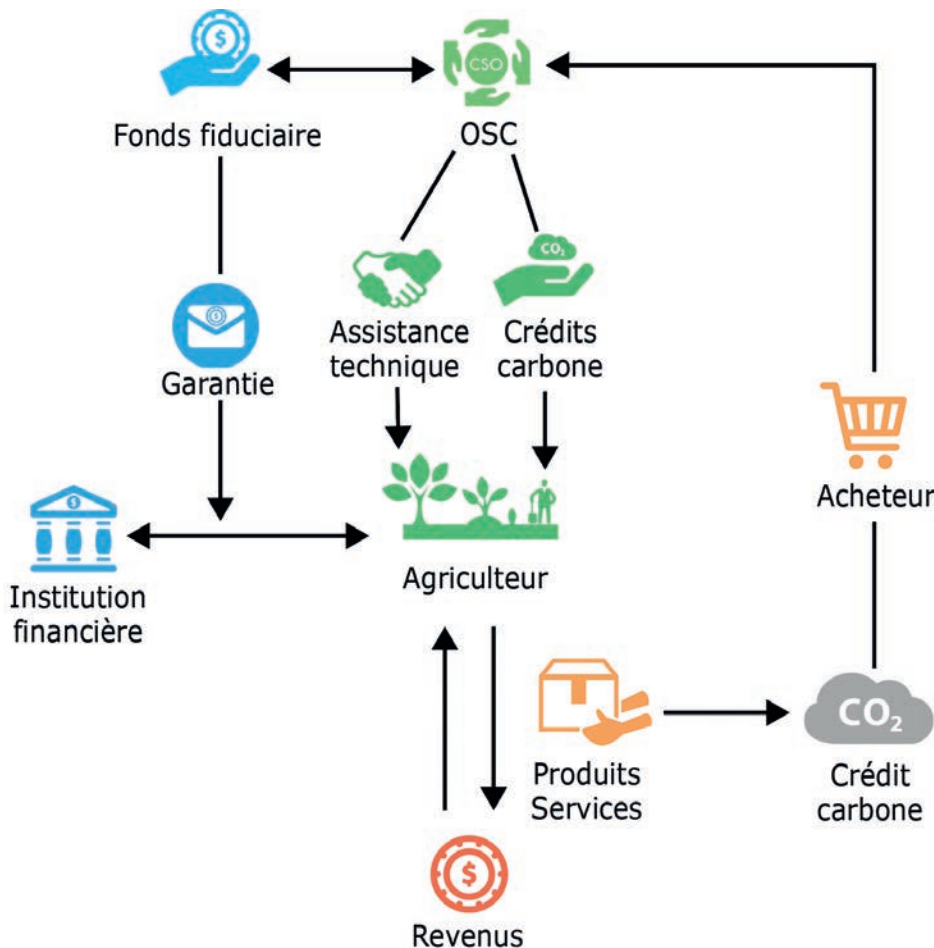 CSO
Fonds fiduciaire
OSC
CO₂
Assistance
technique
Crédits
carbone
Garantie
Acheteur
Agriculteur
Institution
financière
CO₂
Produits
Services
Crédit
carbone
$
Revenus